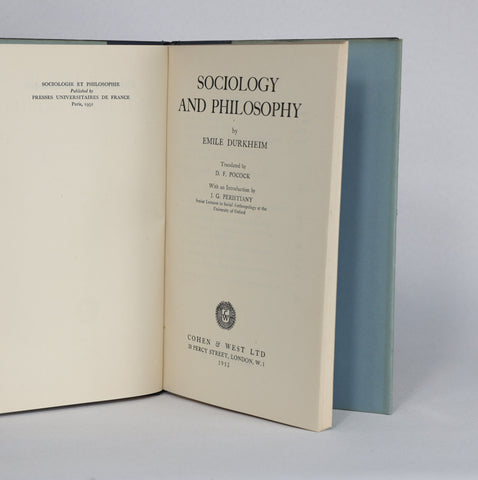 SOCIOLOGIE ET PHILOSOPHIE
Published by
PRESSES UNIVERSITAIRES DE FRANCE
Paris, 1951
SOCIOLOGY
AND PHILOSOPHY
by
EMILE DURKHEIM
Translated by
D. F. POCOCK
With an Introduction by
J. G. PERISTIANY
Senior Lecturer in Social Anthropology at the
University of Oxford
COHEN & WEST LTD
30 PERCY STREET, LONDON, W.1
1953